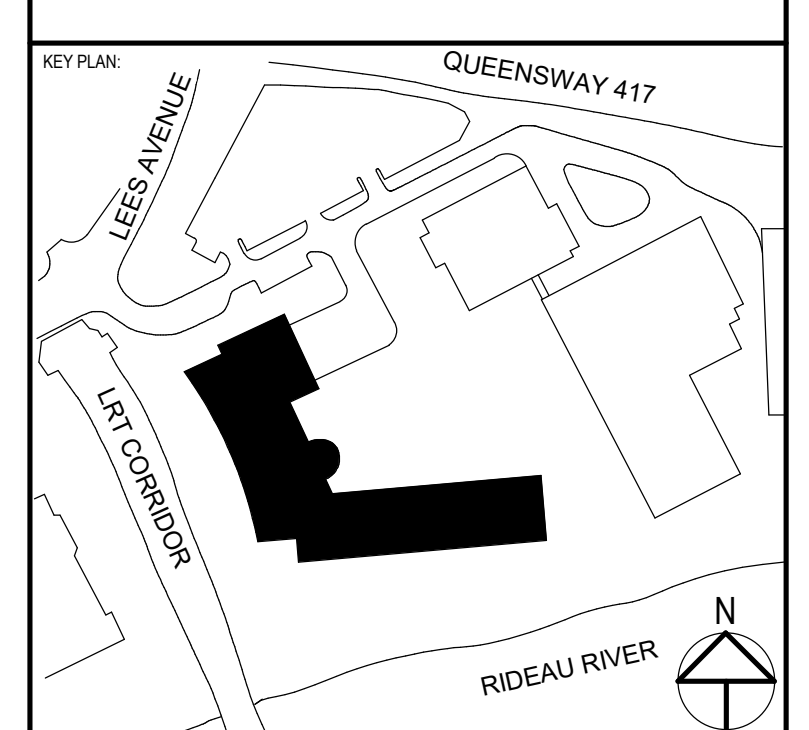 KEY PLAN:
QUEENSWAY 417
LEES AVENUE
LRT CORRIDOR
N
RIDEAU RIVER